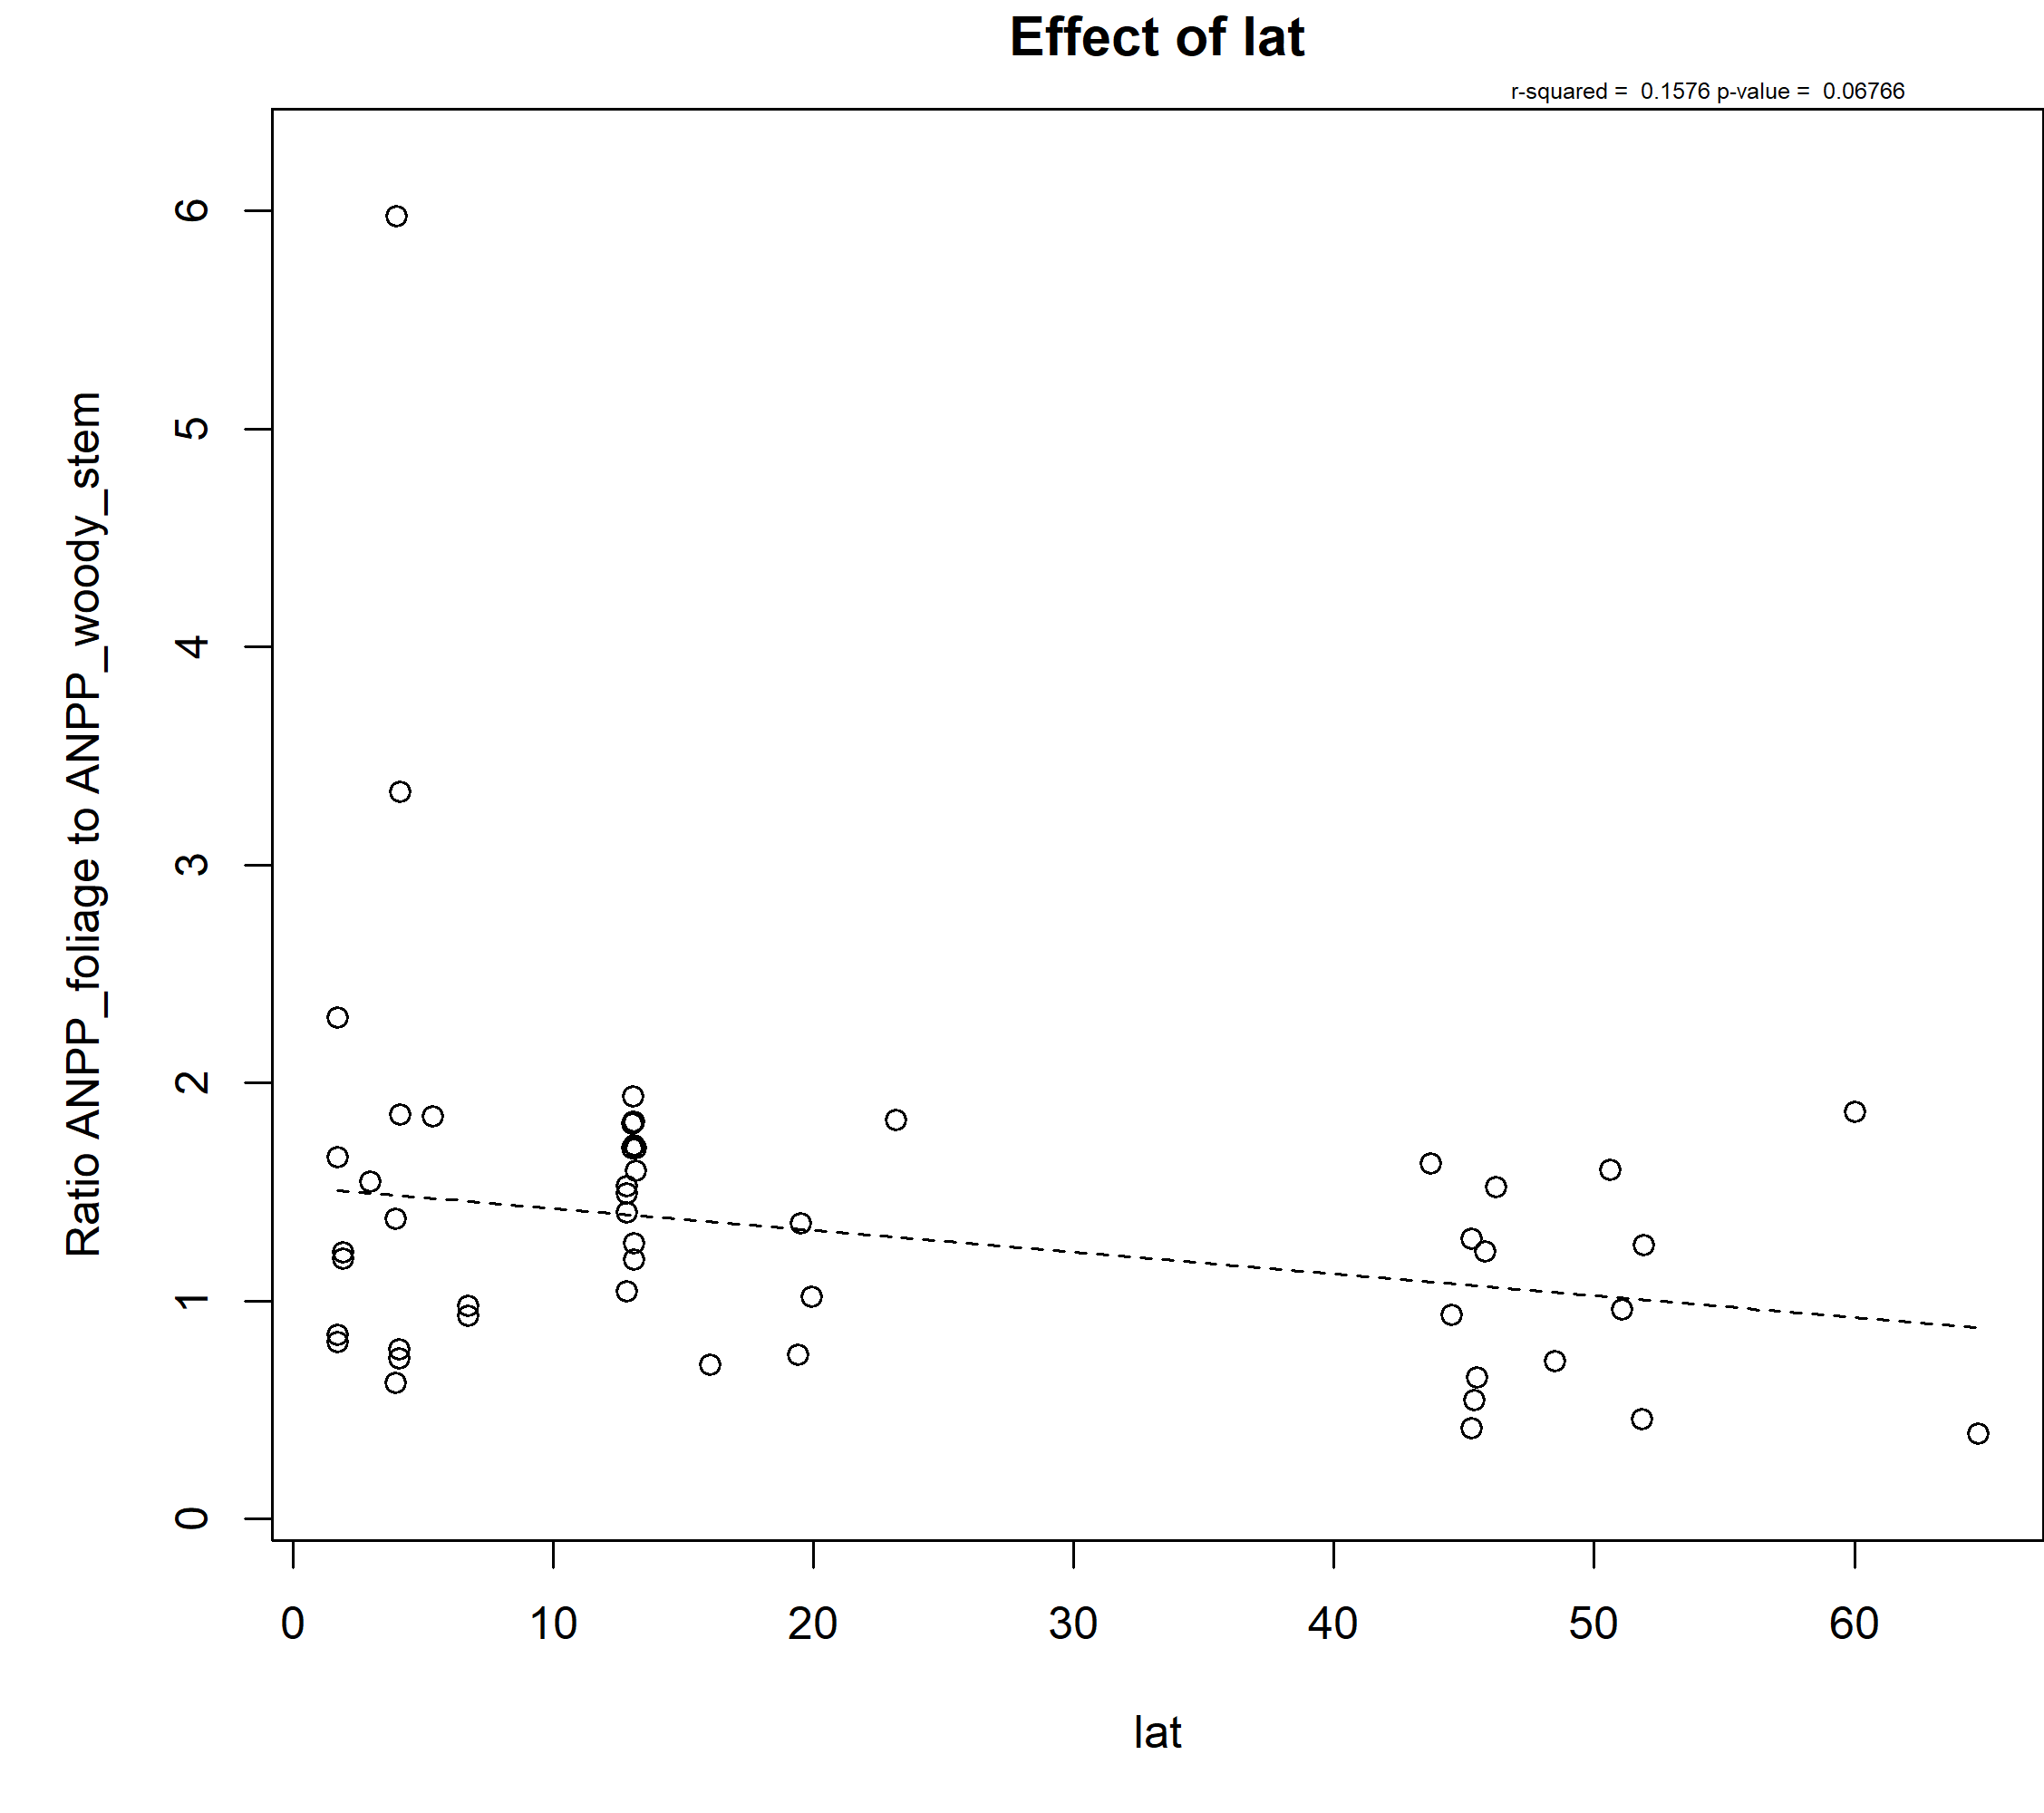 Effect of lat
r-squared =  0.1576 p-value =  0.06766
Ratio ANPP_foliage to ANPP_woody_stem
6
5
4
3
2
1
0
0 10 20 30 40 50 60
lat